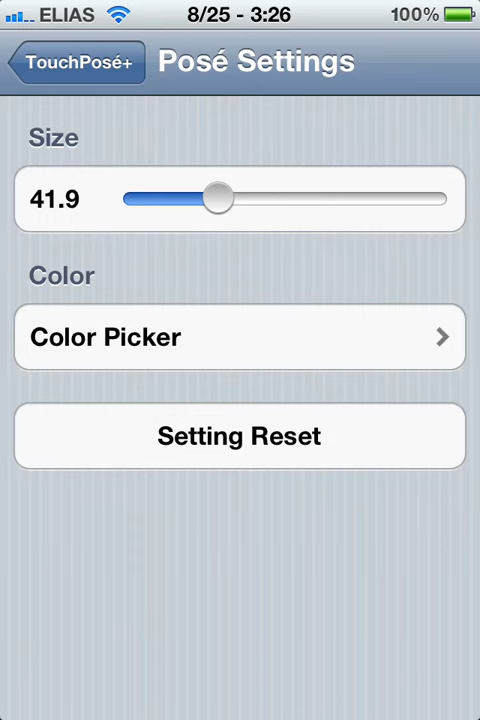 ELIAS 8/25 - 3:26 100%
TouchPosé+ Posé Settings
Size
41.9
Color
Color Picker
Setting Reset